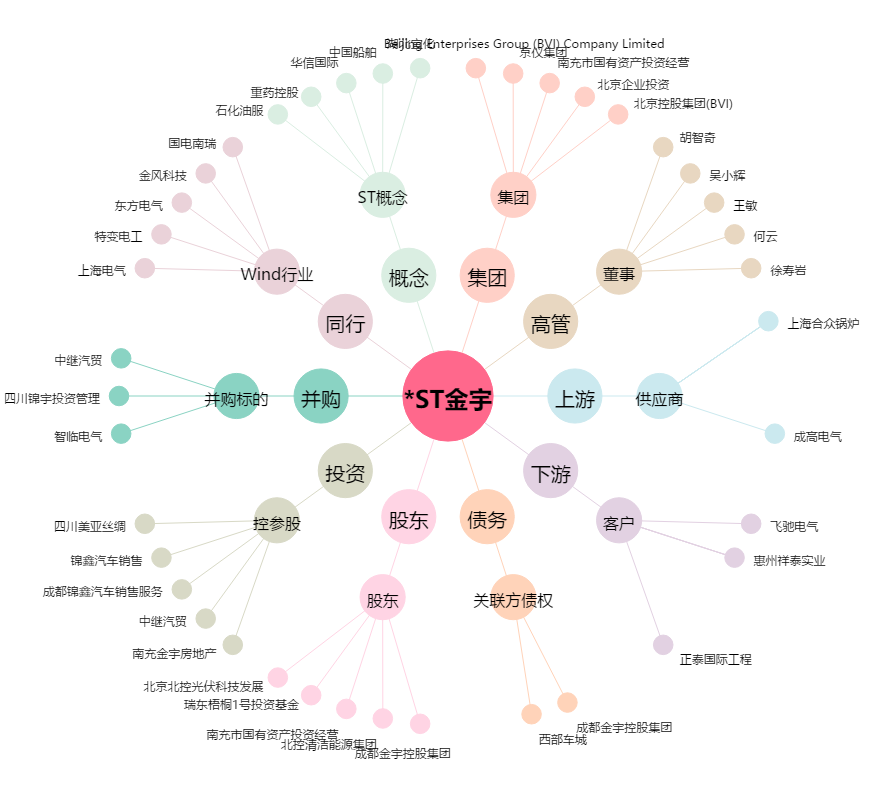 Beijing Enterprises Group (BVI) Company Limited
中国船舶
京仪集团
华信国际
南充市国有资产投资经营
重药控股
北京企业投资
石化油服
北京控股集团(BVI)
国电南瑞
胡智奇
金风科技
吴小辉
ST概念
集团
东方电气
王敏
特变电工
何云
上海电气
Wind行业
概念
集团
董事
徐寿岩
同行
高管
上海合众锅炉
中继汽贸
四川锦宇投资管理
并购标的
并购
*ST金宇
上游
供应商
智临电气
成高电气
投资
下游
四川美亚丝绸
控参股
股东
债务
客户
飞驰电气
锦鑫汽车销售
惠州祥泰实业
成都锦鑫汽车销售服务
股东
关联方债权
中继汽贸
南充金宇房地产
正泰国际工程
北京北控光伏科技发展
瑞东梧桐1号投资基金
南充市国有资产投资经营
成都金宇控股集团
北控清洁能源集团
西部车城
成都金宇控股集团